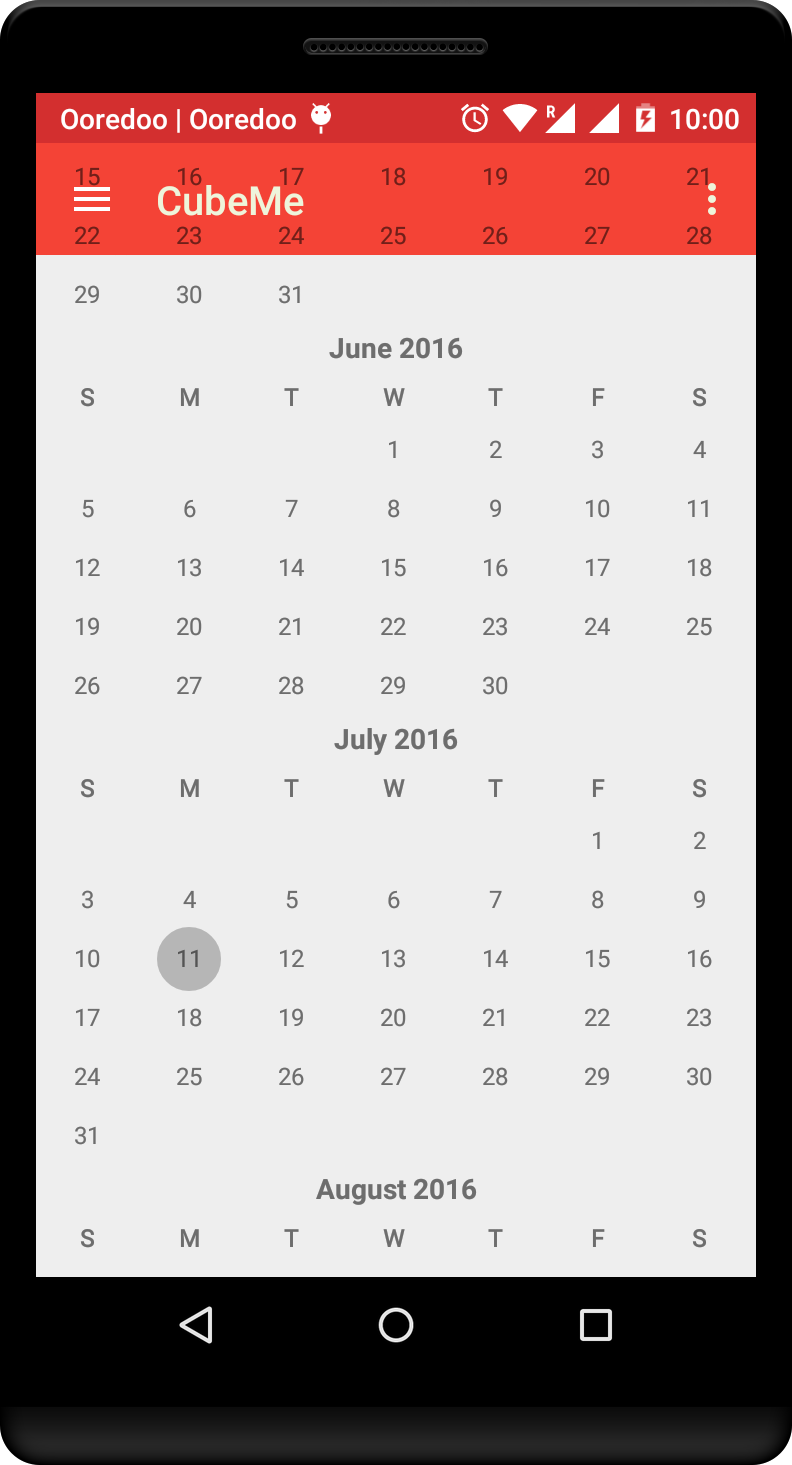 Ooredoo | Ooredoo R 10:00
15 16 17 18 19 20 21
CubeMe
22 23 24 25 26 27 28
29 30 31
June 2016
S M T W T F S
1 2 3 4
5 6 7 8 9 10 11
12 13 14 15 16 17 18
19 20 21 22 23 24 25
26 27 28 29 30
July 2016
S M T W T F S
1 2
3 4 5 6 7 8 9
10 11 12 13 14 15 16
17 18 19 20 21 22 23
24 25 26 27 28 29 30
31
August 2016
S M T W T F S